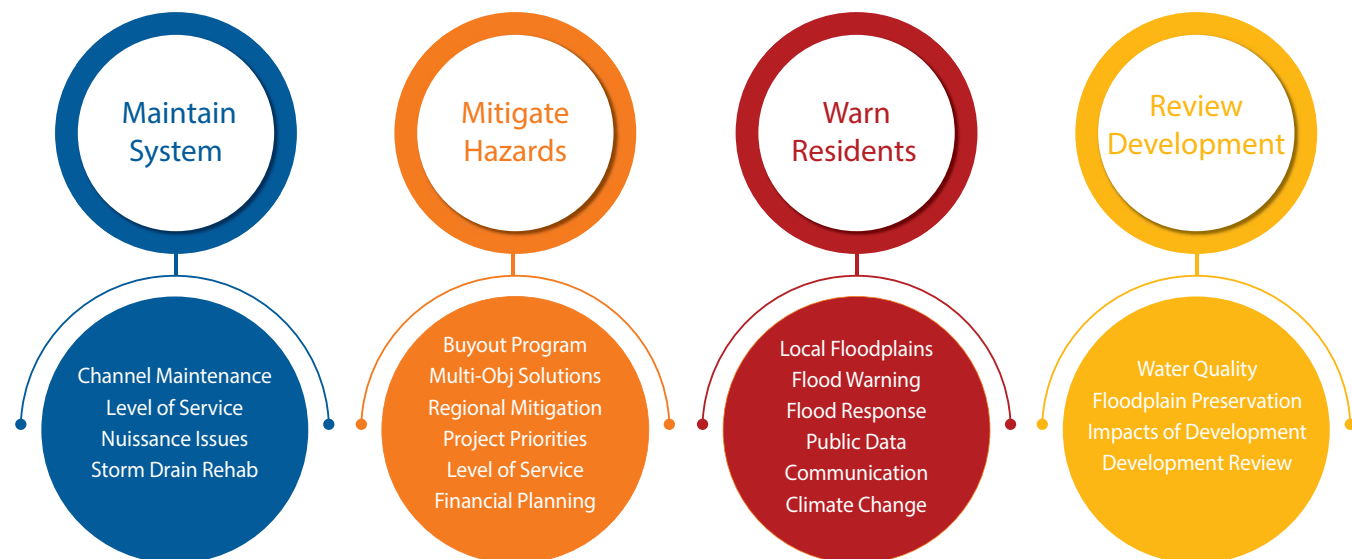 Maintain
System
Channel Maintenance
Level of Service
Nuissance Issues
Storm Drain Rehab
Mitigate
Hazards
Buyout Program
Multi-Obj Solutions
Regional Mitigation
Project Priorities
Level of Service
Financial Planning
Warn
Residents
Local Floodplains
Flood Warning
Flood Response
Public Data
Communication
Climate Change
Review
Development
Water Quality
Floodplain Preservation
Impacts of Development
Development Review